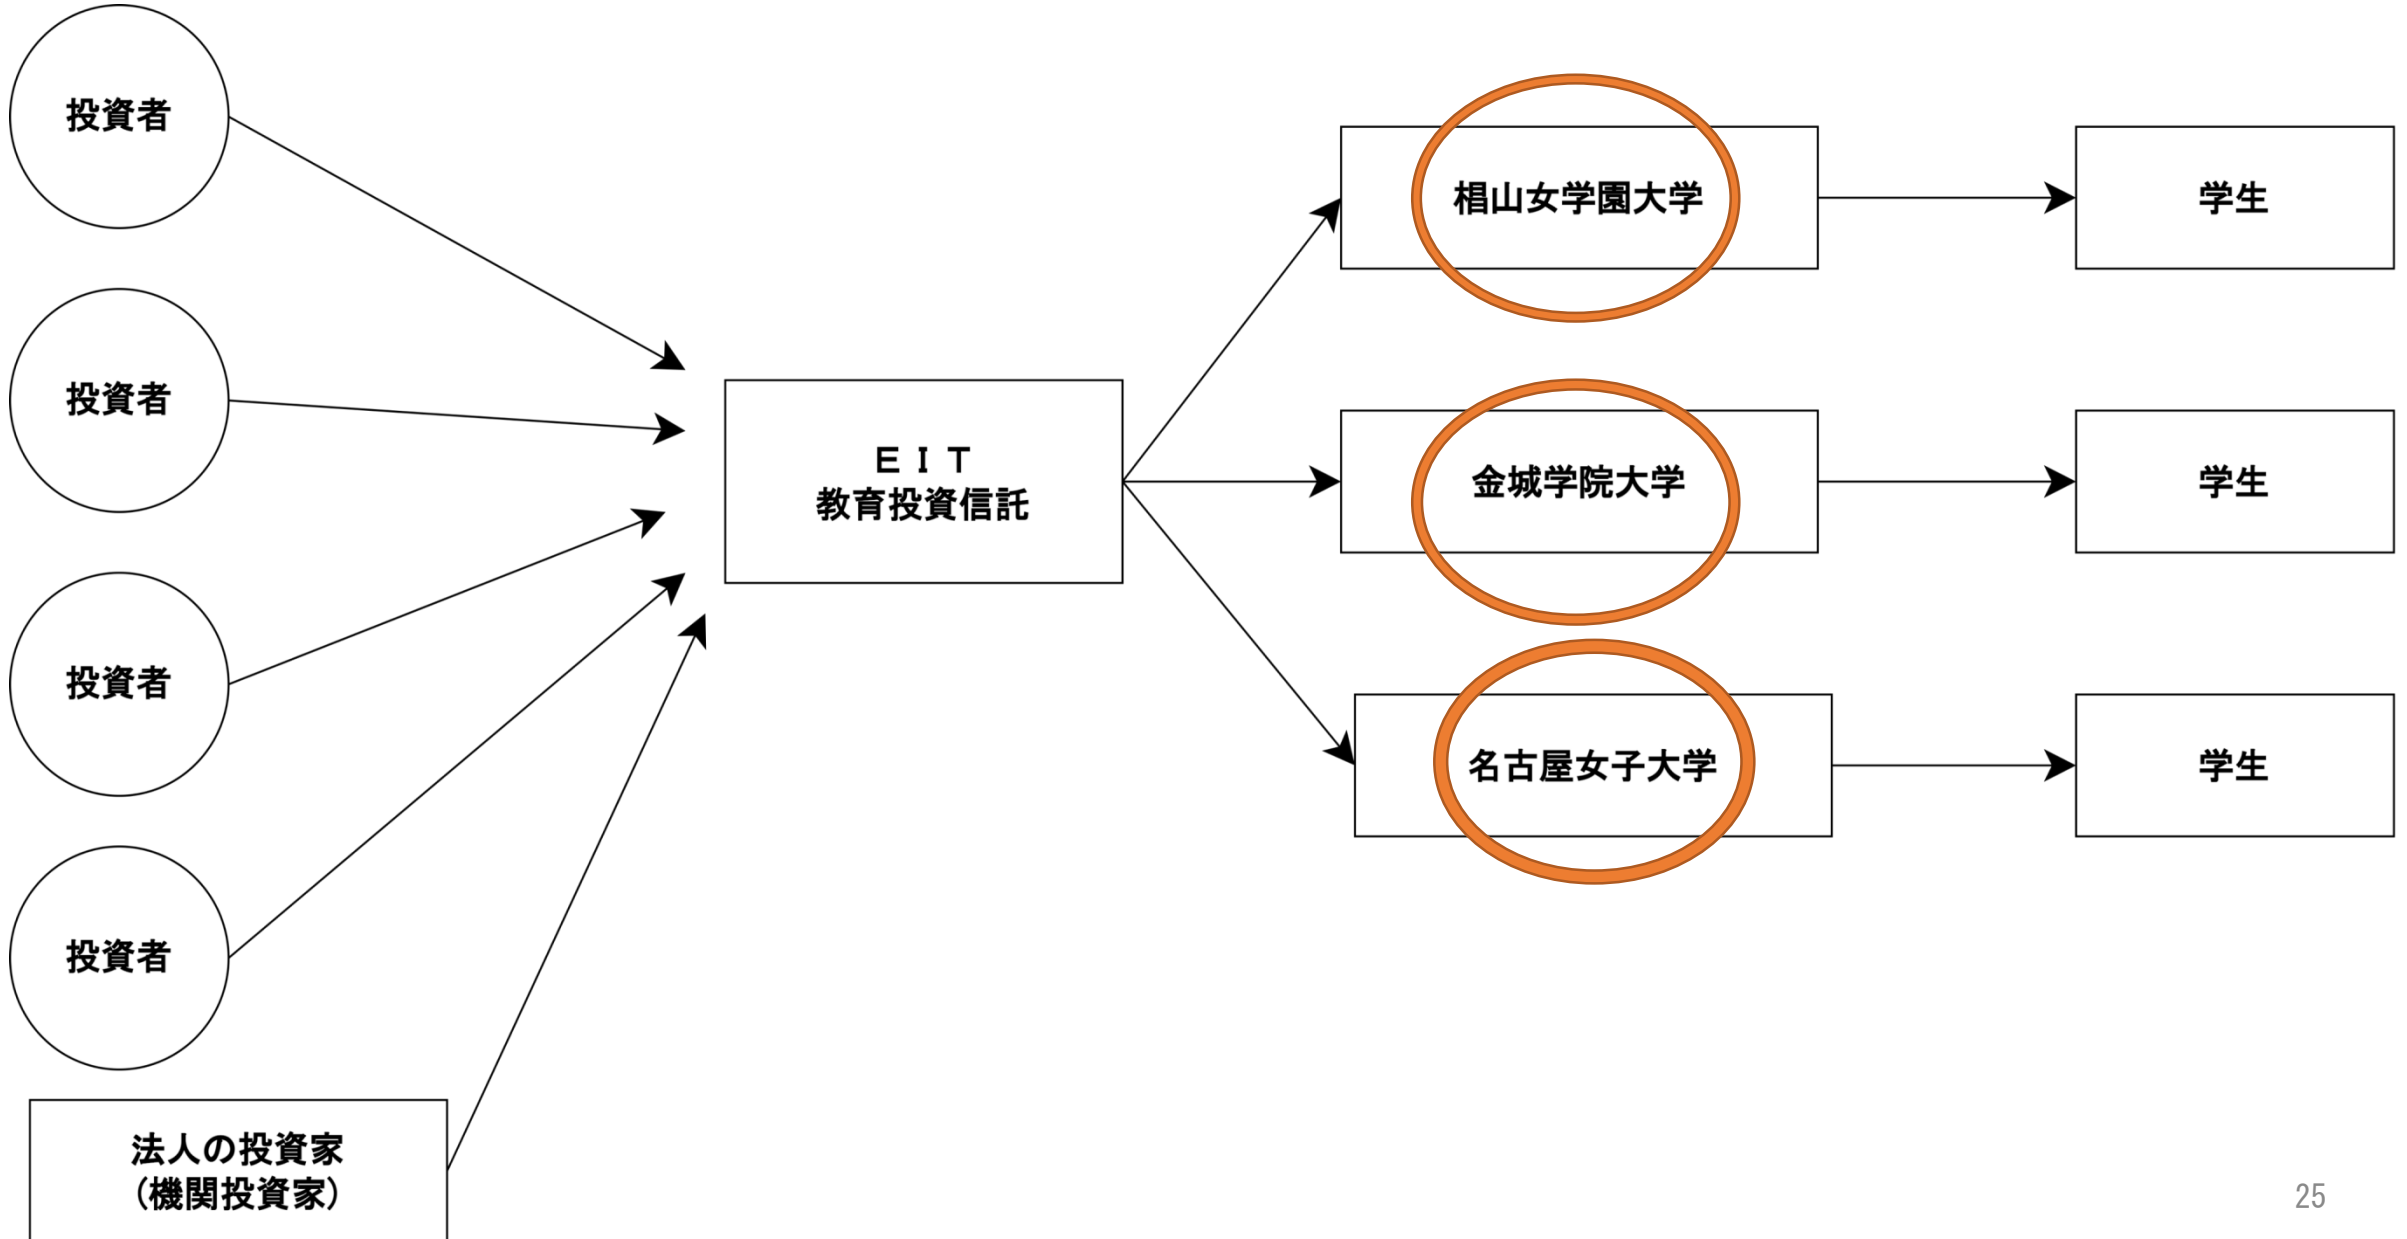 投資者
投資者
投資者
投資者
法人の投資家
(機関投資家)
ＥＩＴ
教育投資信託
椙山女学園大学
金城学院大学
名古屋女子大学
学生
学生
学生
25